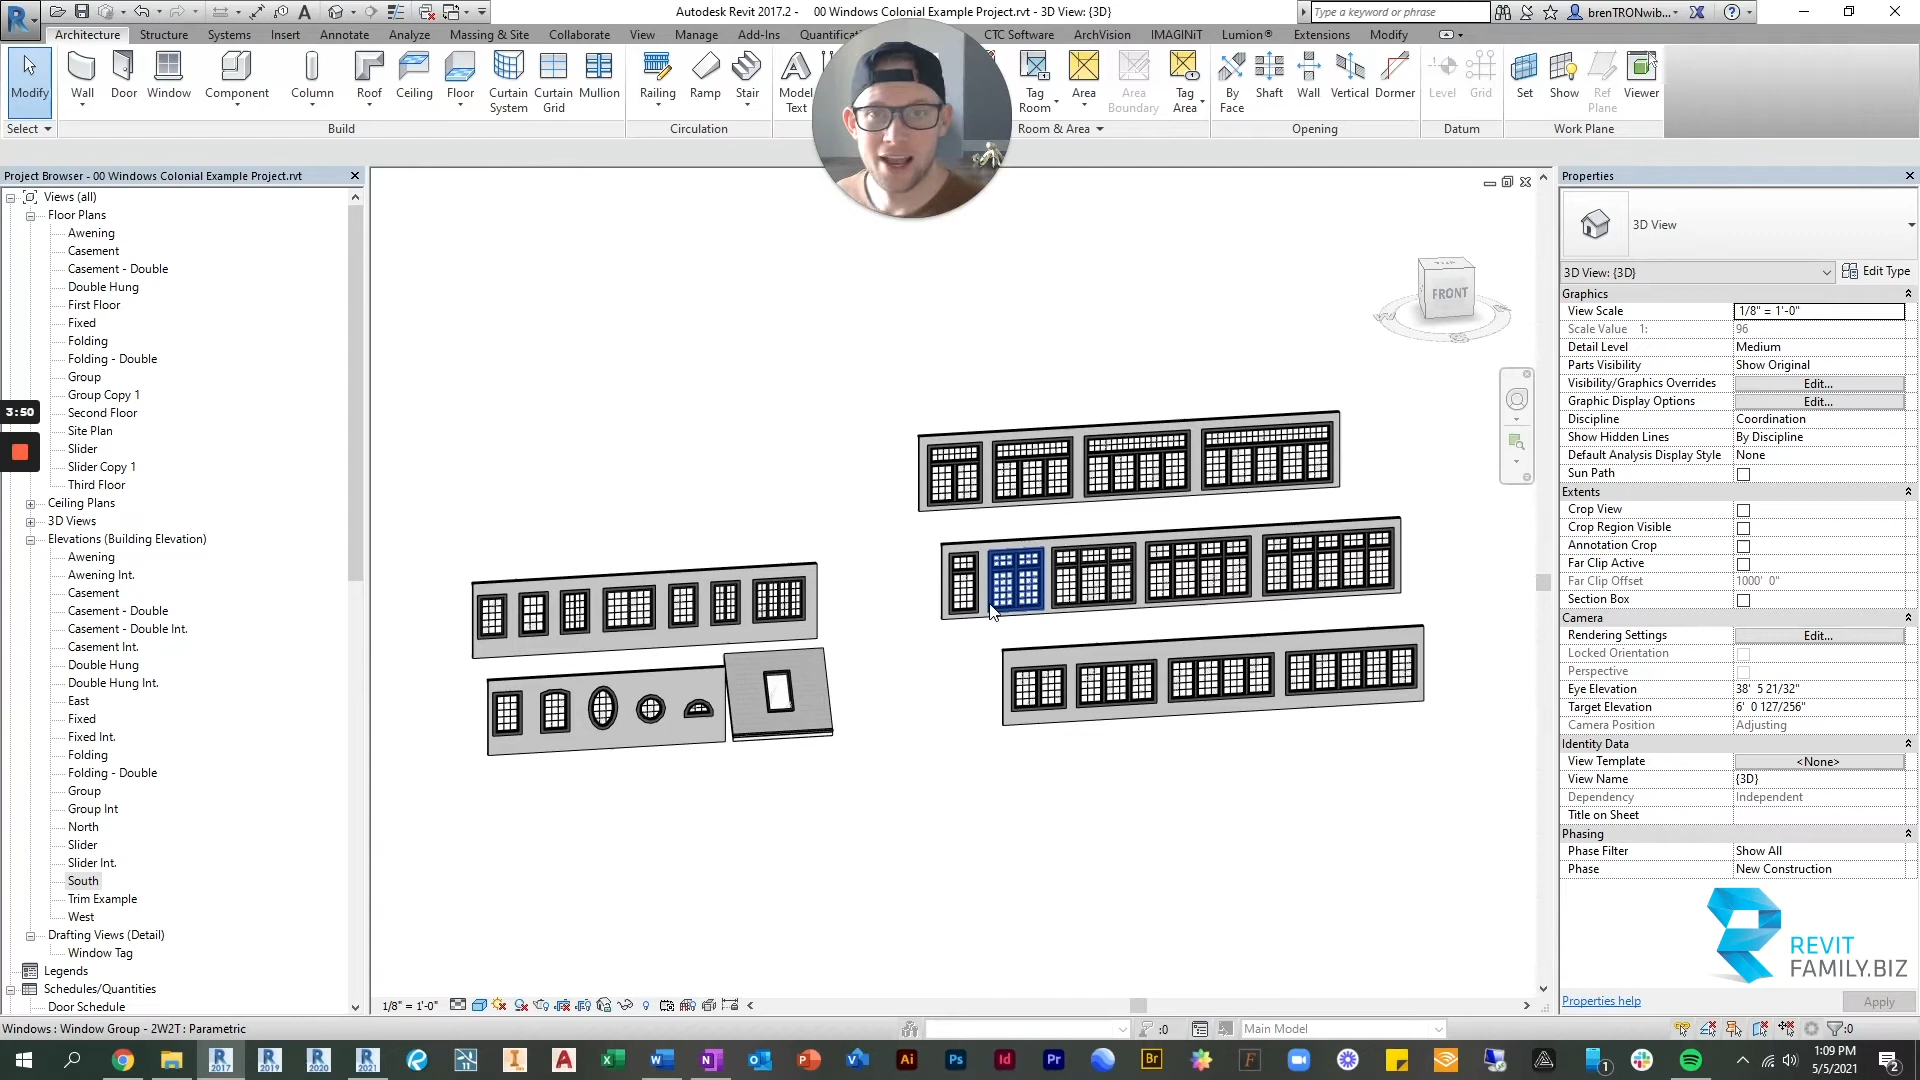 Autodesk Revit 2017.2 - 00 Windows Colonial Example Project.rvt - 3D View: {3D}
Type a keyword or phrase
brenTRONwib...
Architecture Structure Systems Insert Annotate Analyze Massing & Site Collaborate View Manage Add-Ins CTC Software ArchVision IMAGINiT Lumion® Extensions Modify
Modify Wall Door Window Component Column Roof Ceiling Floor Curtain System Curtain Grid Mullion Railing Ramp Stair Model Text Tag Room Area Area Boundary Tag Area By Face Shaft Wall Vertical Dormer Level Grid Set Show Ref Plane Viewer
Select Build Circulation Room & Area Opening Datum Work Plane
Project Browser - 00 Windows Colonial Example Project.rvt
Views (all)
Floor Plans
Awening
Casement
Casement - Double
Double Hung
First Floor
Fixed
Folding
Folding - Double
Group
Group Copy 1
Second Floor
Site Plan
Slider
Slider Copy 1
Third Floor
Ceiling Plans
3D Views
Elevations (Building Elevation)
Awening
Awening Int.
Casement
Casement - Double
Casement - Double Int.
Casement Int.
Double Hung
Double Hung Int.
East
Fixed
Fixed Int.
Folding
Folding - Double
Group
Group Int
North
Slider
Slider Int.
South
Trim Example
West
Drafting Views (Detail)
Window Tag
Legends
Schedules/Quantities
Door Schedule
3:50
FRONT
Properties
3D View
3D View: {3D} Edit Type
Graphics
View Scale 1/8" = 1'-0"
Scale Value 1: 96
Detail Level Medium
Parts Visibility Show Original
Visibility/Graphics Overrides Edit...
Graphic Display Options Edit...
Discipline Coordination
Show Hidden Lines By Discipline
Default Analysis Display Style None
Sun Path
Extents
Crop View
Crop Region Visible
Annotation Crop
Far Clip Active
Far Clip Offset 1000' 0"
Section Box
Camera
Rendering Settings Edit...
Locked Orientation
Perspective
Eye Elevation 38' 5 21/32"
Target Elevation 6' 0 127/256"
Camera Position Adjusting
Identity Data
View Template <None>
View Name {3D}
Dependency Independent
Title on Sheet
Phasing
Phase Filter Show All
Phase New Construction
REVIT
FAMILY.BIZ
Properties help Apply
1/8" = 1'-0"
Windows : Window Group - 2W2T : Parametric
:0 Main Model :0
1:09 PM
5/5/2021